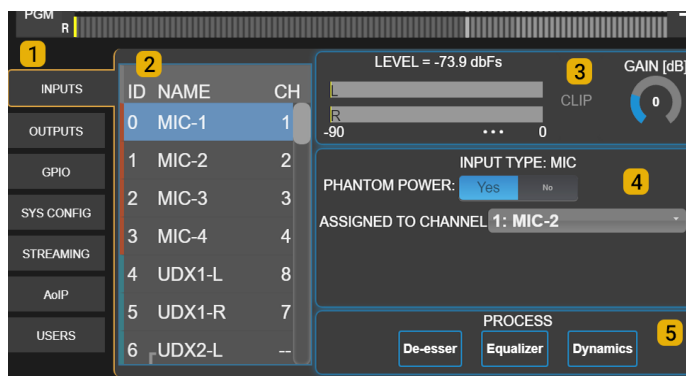 PGM
R
1
INPUTS
OUTPUTS
GPIO
SYS CONFIG
STREAMING
AoIP
USERS
2
ID NAME CH
0 MIC-1 1
1 MIC-2 2
2 MIC-3 3
3 MIC-4 4
4 UDX1-L 8
5 UDX1-R 7
6 UDX2-L --
LEVEL = -73.9 dbFs
3
GAIN [dB]
L
CLIP
0
R
-90 ••• 0
INPUT TYPE: MIC
PHANTOM POWER: Yes No
4
ASSIGNED TO CHANNEL 1: MIC-2
PROCESS
5
De-esser Equalizer Dynamics